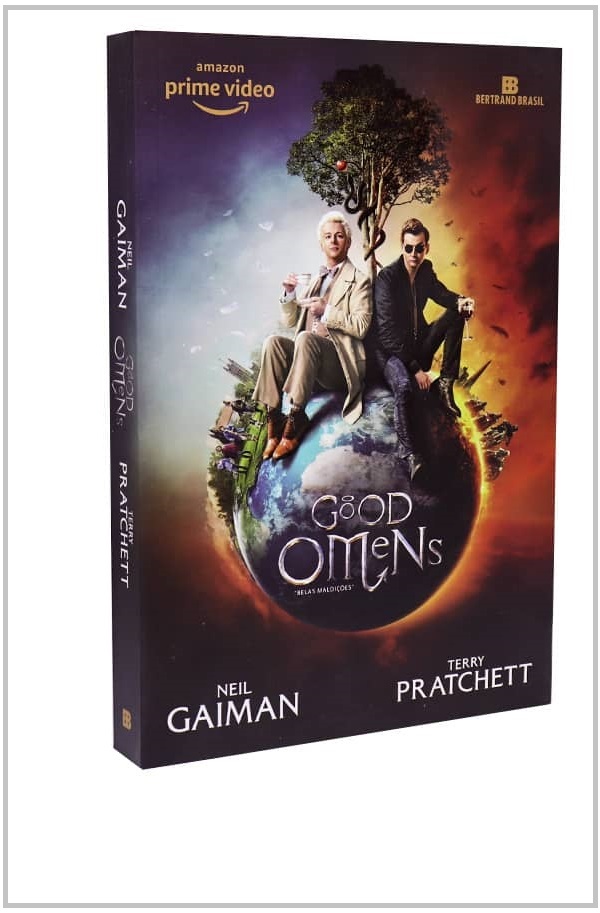 amazon
prime video
BERTRAND BRASIL
NEIL
GAIMAN
GOOD
OMENS
TERRY
PRATCHETT
GOOD
OMeNs
"BELAS MALDIÇÕES"
NEIL
GAIMAN
TERRY
PRATCHETT